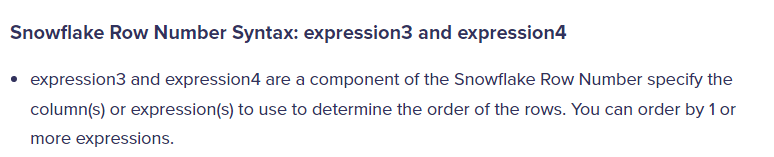 Snowflake Row Number Syntax: expression3 and expression4
• expression3 and expression4 are a component of the Snowflake Row Number specify the
column(s) or expression(s) to use to determine the order of the rows. You can order by 1 or
more expressions.